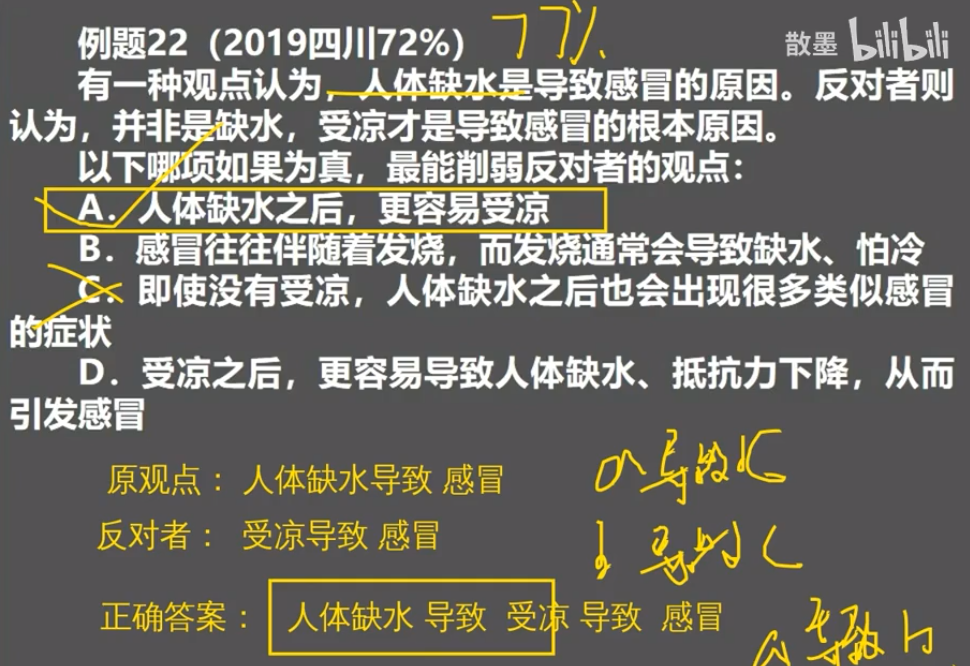 例题22（2019四川72%） 77%
散墨 bilibili
有一种观点认为，人体缺水是导致感冒的原因。反对者则
认为，并非是缺水，受凉才是导致感冒的根本原因。
以下哪项如果为真，最能削弱反对者的观点：
A．人体缺水之后，更容易受凉
B．感冒往往伴随着发烧，而发烧通常会导致缺水、怕冷
C．即使没有受凉，人体缺水之后也会出现很多类似感冒
的症状
D．受凉之后，更容易导致人体缺水、抵抗力下降，从而
引发感冒
原观点： 人体缺水导致 感冒
a 导致 C
反对者： 受凉导致 感冒
b 导致 C
正确答案： 人体缺水 导致 受凉 导致 感冒
a 导致 b